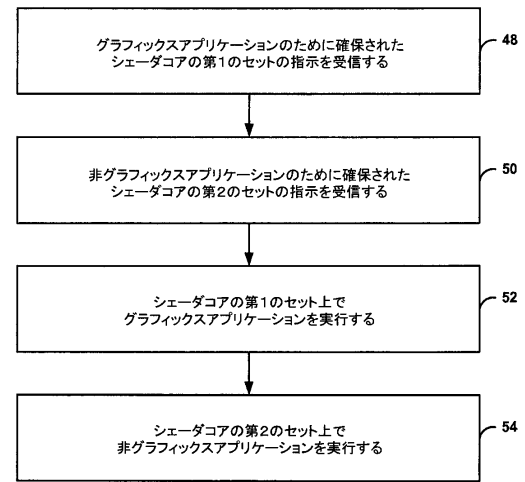 グラフィックスアプリケーションのために確保された
シェーダコアの第1のセットの指示を受信する
48
非グラフィックスアプリケーションのために確保された
シェーダコアの第2のセットの指示を受信する
50
シェーダコアの第1のセット上で
グラフィックスアプリケーションを実行する
52
シェーダコアの第2のセット上で
非グラフィックスアプリケーションを実行する
54